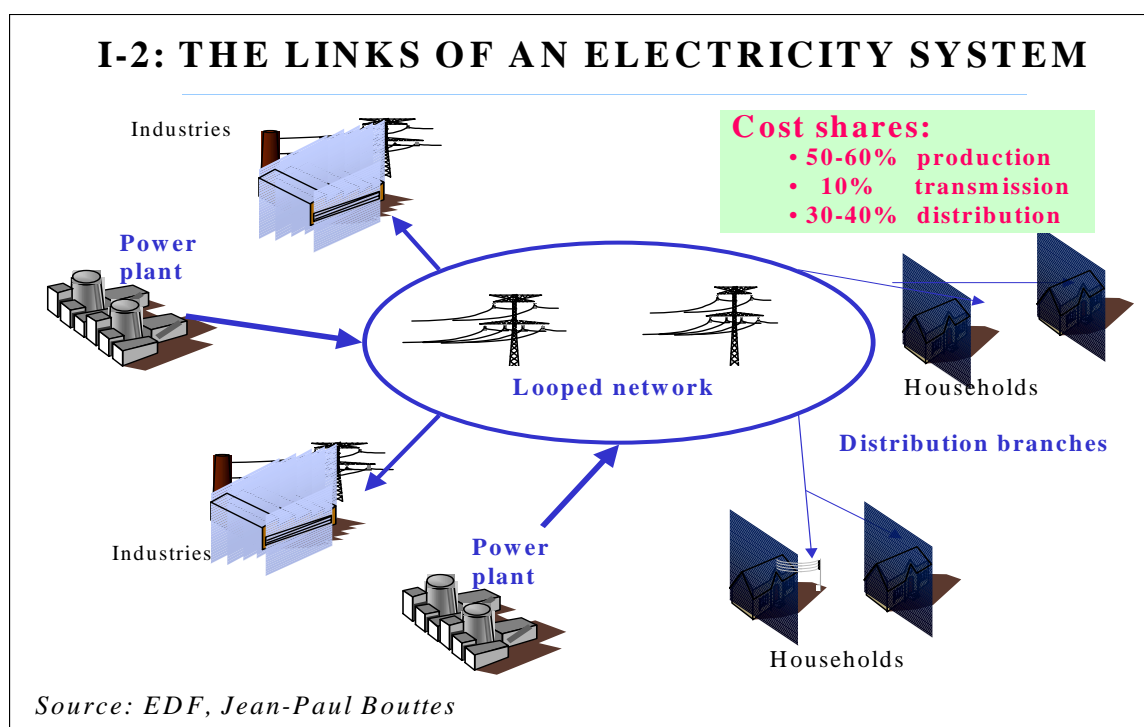 I-2: THE LINKS OF AN ELECTRICITY SYSTEM
Industries
Cost shares:
• 50-60% production
• 10% transmission
• 30-40% distribution
Power
plant
Looped network
Households
Distribution branches
Industries
Power
plant
Households
Source: EDF, Jean-Paul Bouttes